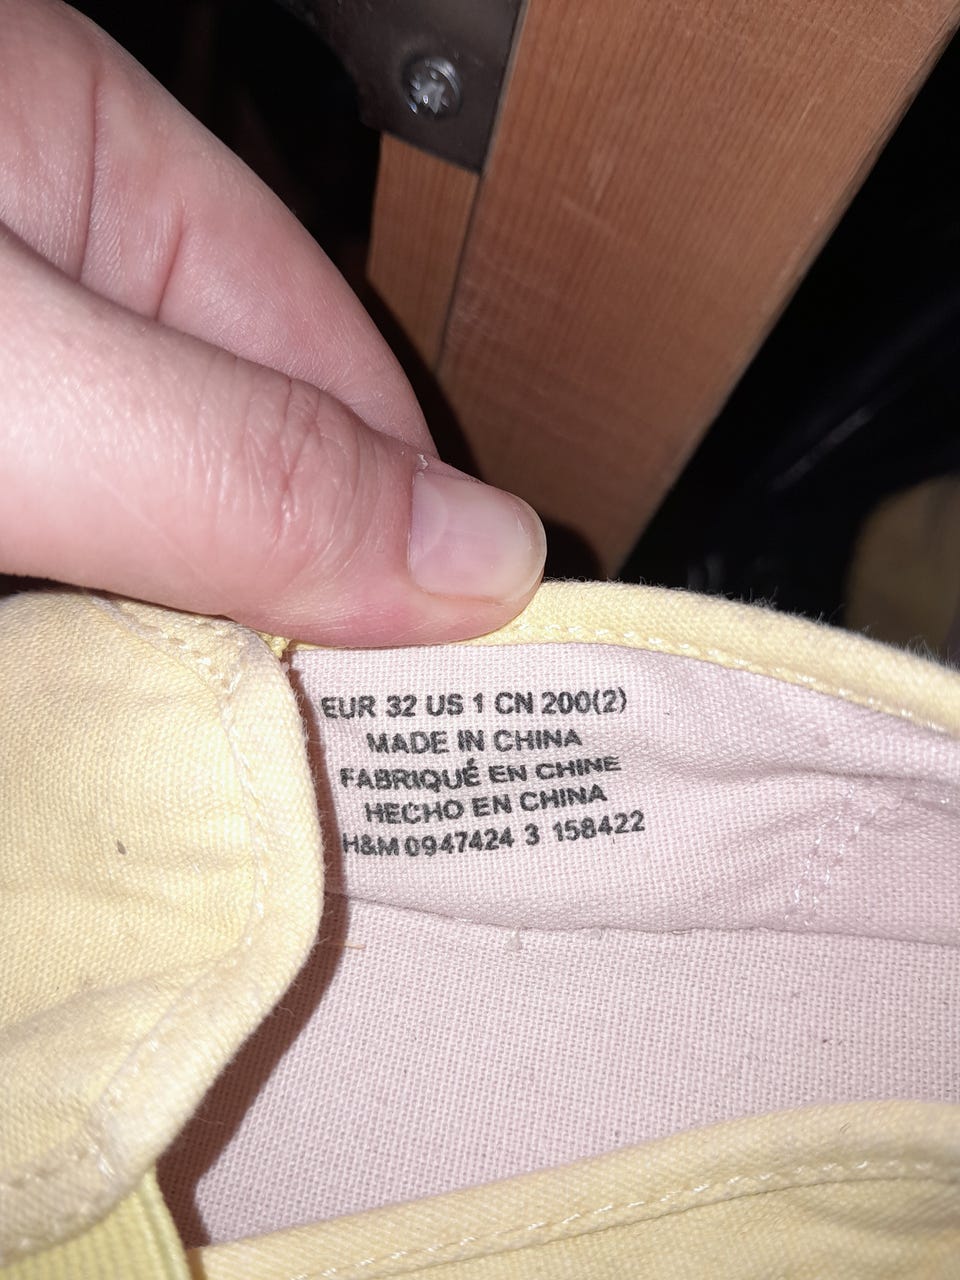 EUR 32 US 1 CN 200(2)
MADE IN CHINA
FABRIQUÉ EN CHINE
HECHO EN CHINA
H&M 0947424 3 158422